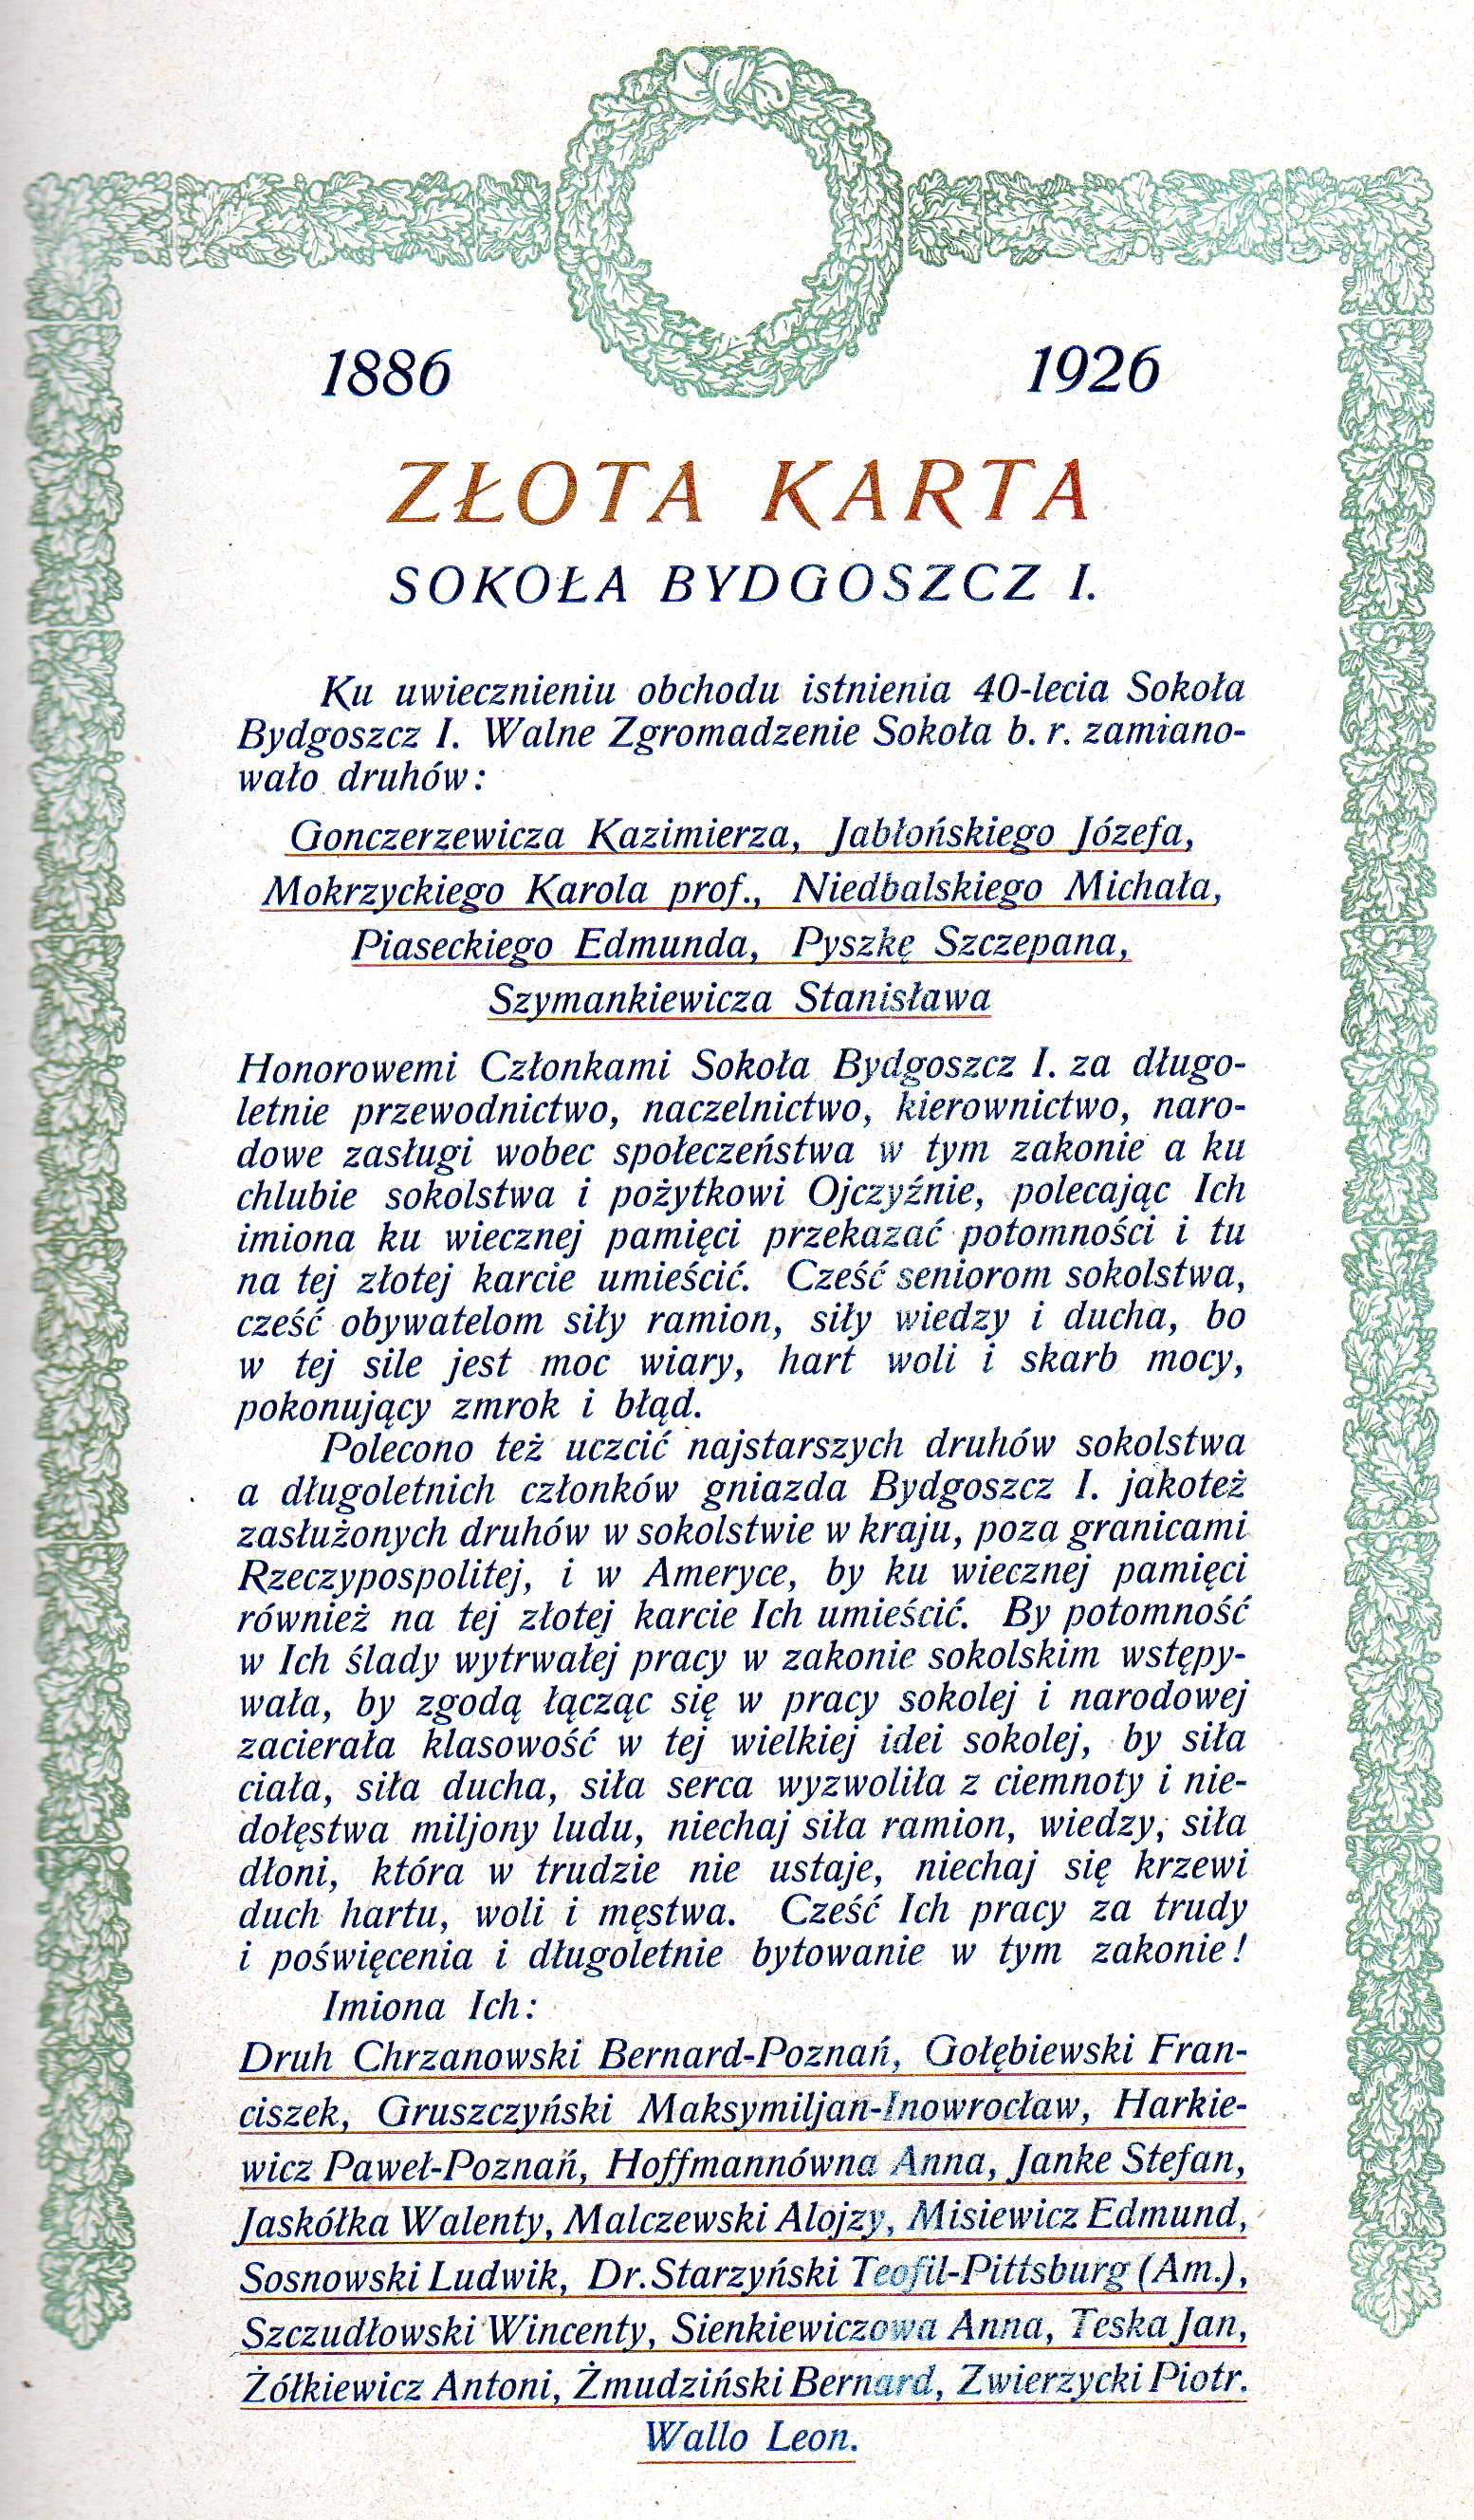 1886 1926
ZŁOTA KARTA
SOKOŁA BYDGOSZCZ I.
Ku uwiecznieniu obchodu istnienia 40-lecia Sokoła
Bydgoszcz I. Walne Zgromadzenie Sokoła b. r. zamiano-
wało druhów:
Gonczerzewicza Kazimierza, Jabłońskiego Józefa,
Mokrzyckiego Karola prof., Niedbalskiego Michała,
Piaseckiego Edmunda, Pyszkę Szczepana,
Szymankiewicza Stanisława
Honorowemi Członkami Sokoła Bydgoszcz I. za długo-
letnie przewodnictwo, naczelnictwo, kierownictwo, naro-
dowe zasługi wobec społeczeństwa w tym zakonie a ku
chlubie sokolstwa i pożytkowi Ojczyźnie, polecając Ich
imiona ku wiecznej pamięci przekazać potomności i tu
na tej złotej karcie umieścić. Cześć seniorom sokolstwa,
cześć obywatelom siły ramion, siły wiedzy i ducha, bo
w tej sile jest moc wiary, hart woli i skarb mocy,
pokonujący zmrok i błąd.
Polecono też uczcić najstarszych druhów sokolstwa
a długoletnich członków gniazda Bydgoszcz I. jakoteż
zasłużonych druhów w sokolstwie w kraju, poza granicami
Rzeczypospolitej, i w Ameryce, by ku wiecznej pamięci
również na tej złotej karcie Ich umieścić. By potomność
w Ich ślady wytrwałej pracy w zakonie sokolskim wstępy-
wała, by zgodą łącząc się w pracy sokolej i narodowej
zacierała klasowość w tej wielkiej idei sokolej, by siła
ciała, siła ducha, siła serca wyzwoliła z ciemnoty i nie-
dołęstwa miljony ludu, niechaj siła ramion, wiedzy, siła
dłoni, która w trudzie nie ustaje, niechaj się krzewi
duch hartu, woli i męstwa. Cześć Ich pracy za trudy
i poświęcenia i długoletnie bytowanie w tym zakonie!
Imiona Ich:
Druh Chrzanowski Bernard-Poznań, Gołębiewski Fran-
ciszek, Gruszczyński Maksymiljan-Inowrocław, Harkie-
wicz Paweł-Poznań, Hoffmannówna Anna, Janke Stefan,
Jaskółka Walenty, Malczewski Alojzy, Misiewicz Edmund,
Sosnowski Ludwik, Dr. Starzyński Teofil-Pittsburg (Am.),
Szczudłowski Wincenty, Sienkiewiczowa Anna, Teska Jan,
Żółkiewicz Antoni, Żmudziński Bernard, Zwierzycki Piotr.
Wallo Leon.